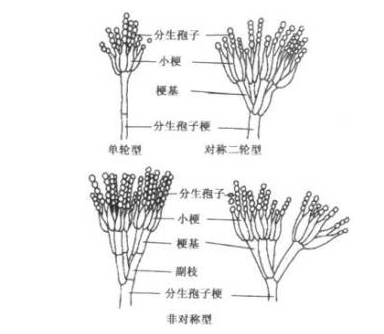 分生孢子
小梗
梗基
分生孢子梗
单轮型
对称二轮型
分生孢子
小梗
梗基
副枝
分生孢子梗
非对称型